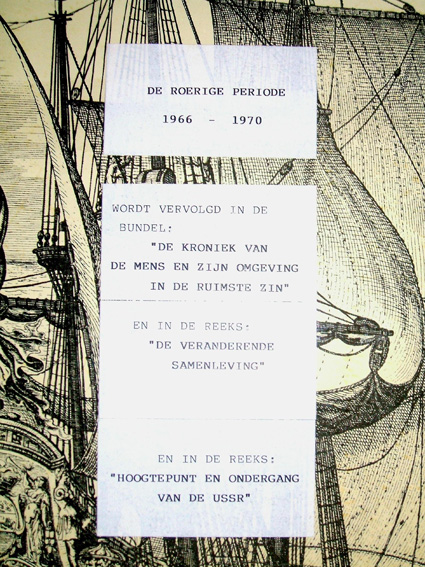 DE ROERIGE PERIODE
1966 - 1970
WORDT VERVOLGD IN DE
BUNDEL:
"DE KRONIEK VAN
DE MENS EN ZIJN OMGEVING
IN DE RUIMSTE ZIN"
EN IN DE REEKS:
"DE VERANDERENDE
SAMENLEVING"
EN IN DE REEKS:
"HOOGTEPUNT EN ONDERGANG
VAN DE USSR"